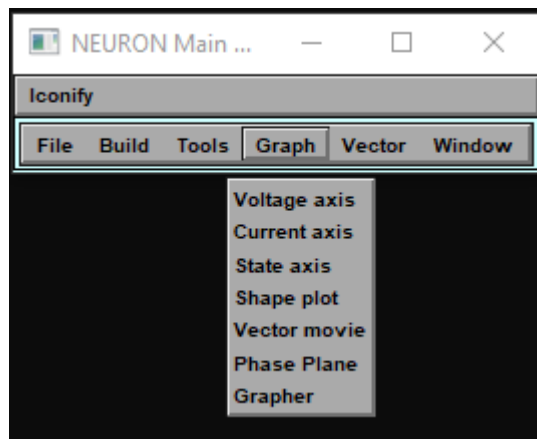 NEURON Main ...
Iconify
File Build Tools Graph Vector Window
Voltage axis
Current axis
State axis
Shape plot
Vector movie
Phase Plane
Grapher